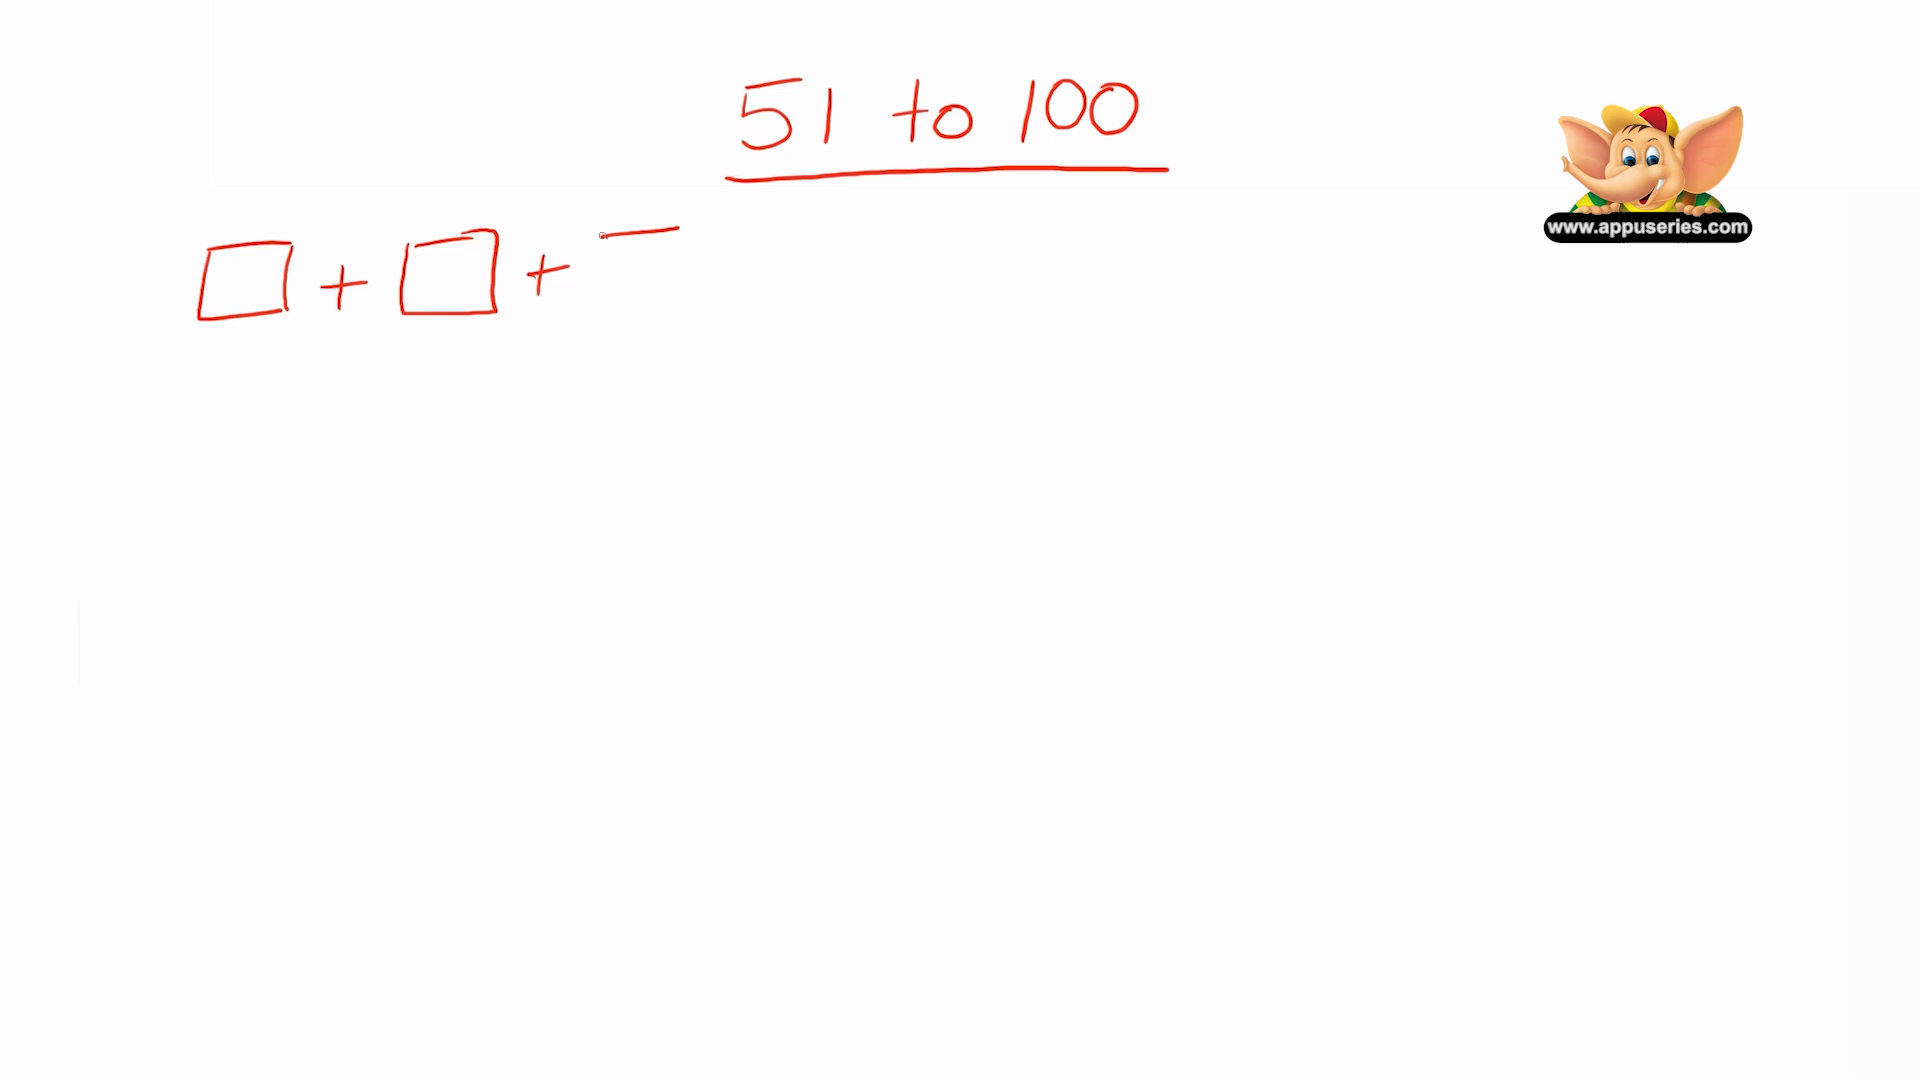 51 to 100
www.appuseries.com
□ + □ +